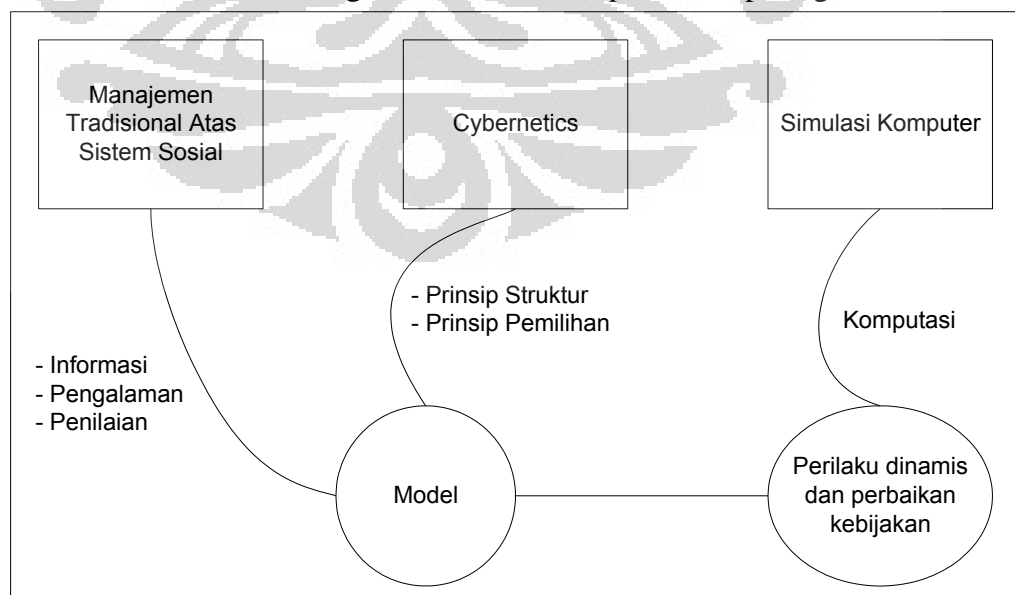 Manajemen
Tradisional Atas
Sistem Sosial
Cybernetics
Simulasi Komputer
- Prinsip Struktur
- Prinsip Pemilihan
Komputasi
- Informasi
- Pengalaman
- Penilaian
Model
Perilaku dinamis
dan perbaikan
kebijakan